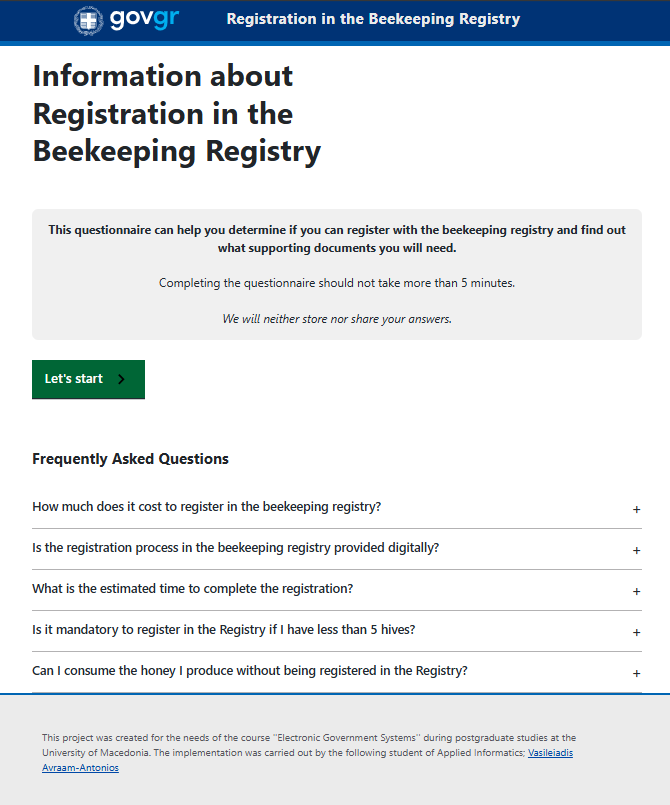 govgr
Registration in the Beekeeping Registry
Information about
Registration in the
Beekeeping Registry
This questionnaire can help you determine if you can register with the beekeeping registry and find out
what supporting documents you will need.
Completing the questionnaire should not take more than 5 minutes.
We will neither store nor share your answers.
Let's start
Frequently Asked Questions
How much does it cost to register in the beekeeping registry?
+
Is the registration process in the beekeeping registry provided digitally?
+
What is the estimated time to complete the registration?
+
Is it mandatory to register in the Registry if I have less than 5 hives?
+
Can I consume the honey I produce without being registered in the Registry?
+
This project was created for the needs of the course "Electronic Government Systems" during postgraduate studies at the
University of Macedonia. The implementation was carried out by the following student of Applied Informatics; Vasileiadis
Avraam-Antonios